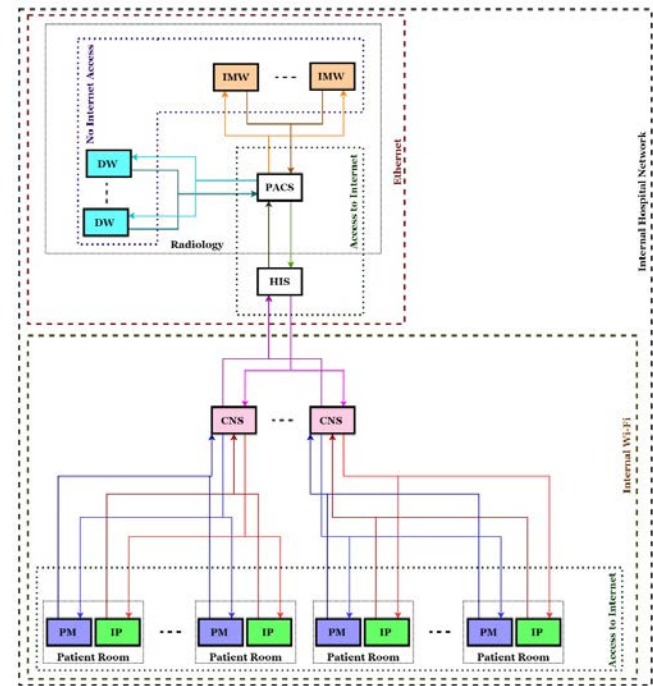 No Internet Access
IMW
IMW
DW
DW
PACS
Access to Internet
Radiology
HIS
Ethernet
Internal Hospital Network
CNS
CNS
Internal Wi-Fi
Access to Internet
PM
IP
PM
IP
PM
IP
PM
IP
Patient Room
Patient Room
Patient Room
Patient Room